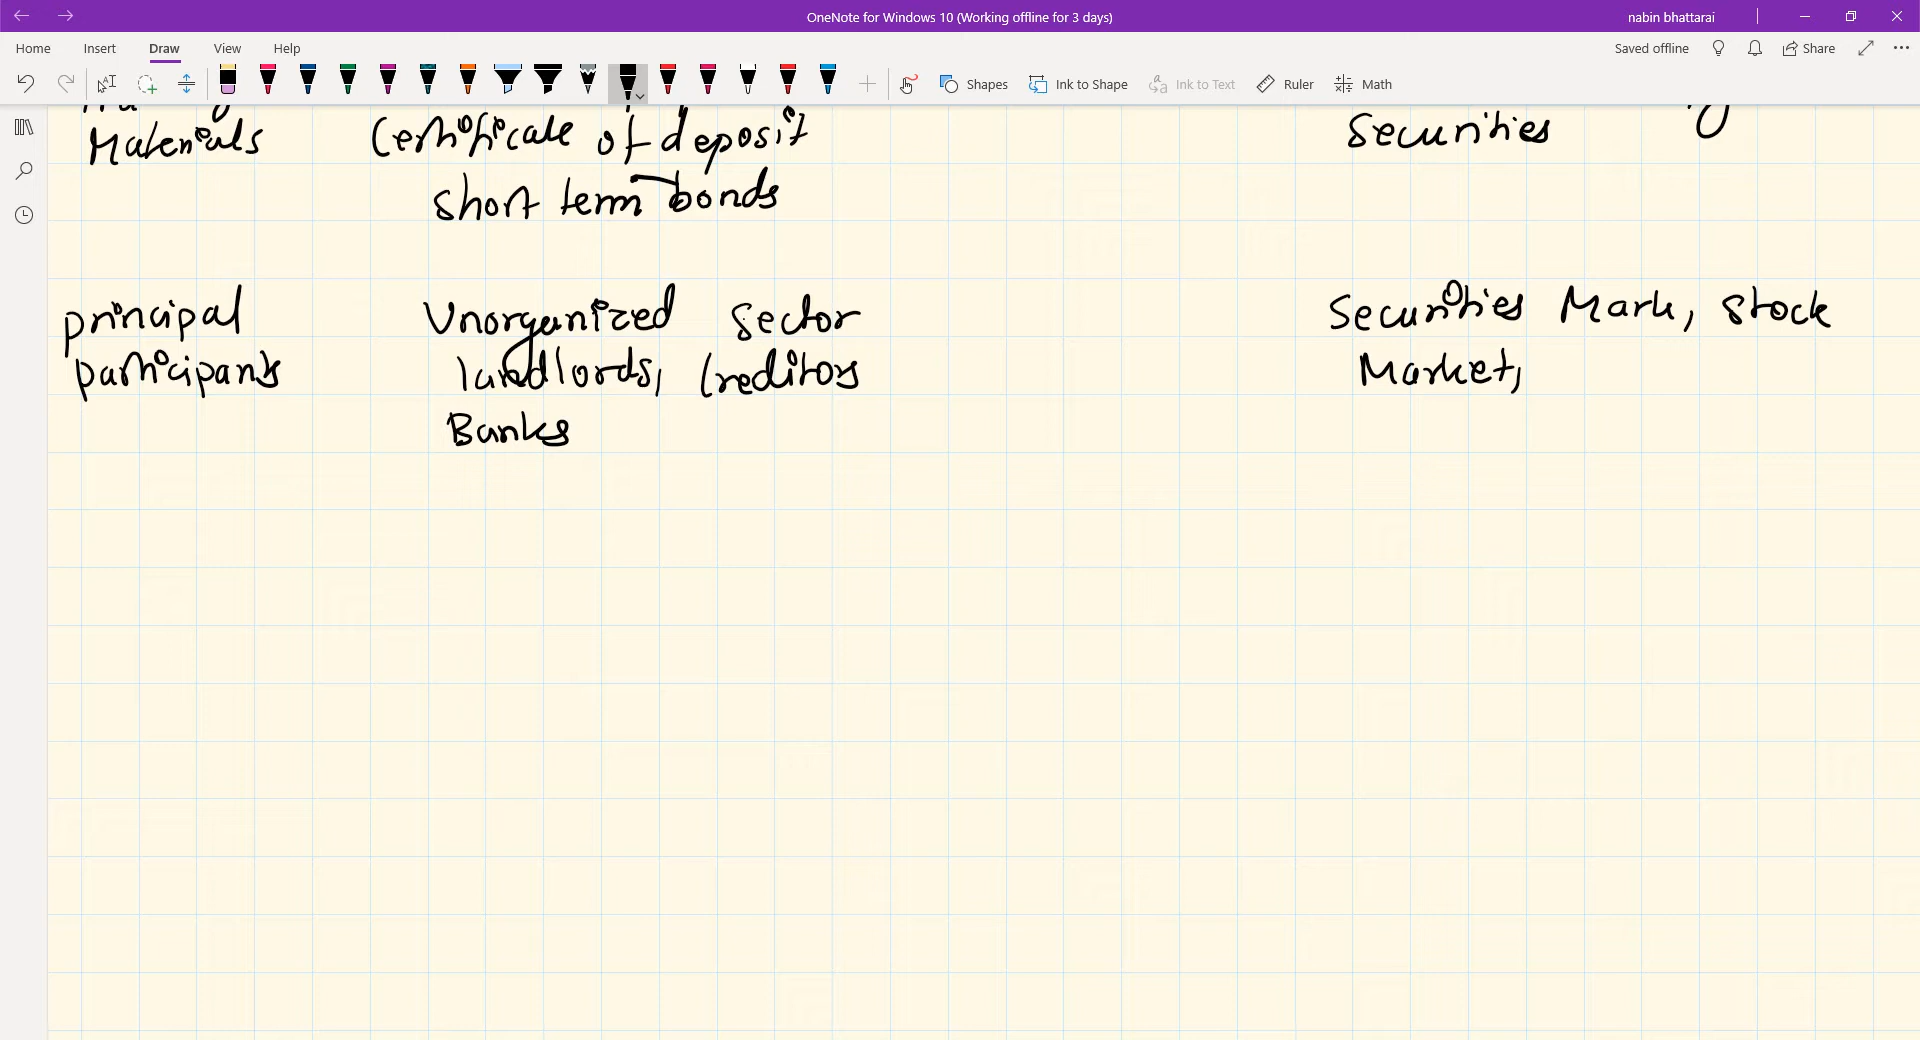 OneNote for Windows 10 (Working offline for 3 days)
nabin bhattarai
Home Insert Draw View Help
Saved offline Share
Shapes Ink to Shape Ink to Text Ruler Math
Materials Certificate of deposit Securities
short term bonds
principal Unorganized Sector Securities Mark, Stock
participants landlords, Creditors Market,
Banks